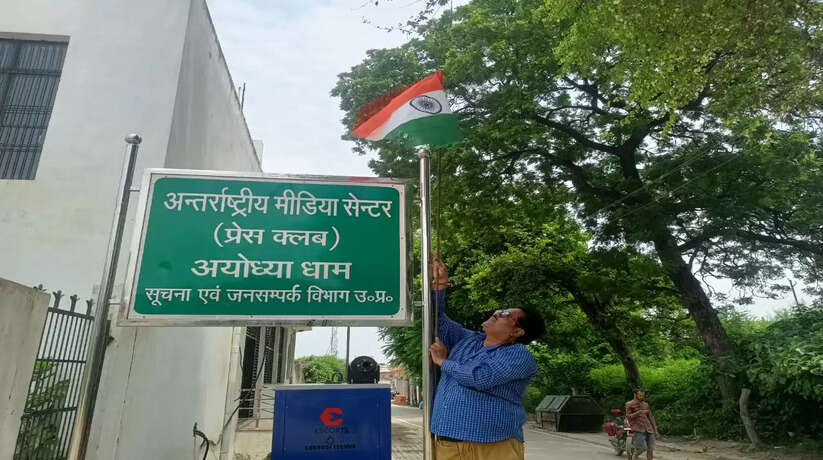 अन्तर्राष्ट्रीय मीडिया सेन्टर
(प्रेस क्लब)
अयोध्या धाम
सूचना एवं जनसम्पर्क विभाग उ०प्र०
ESCORTS